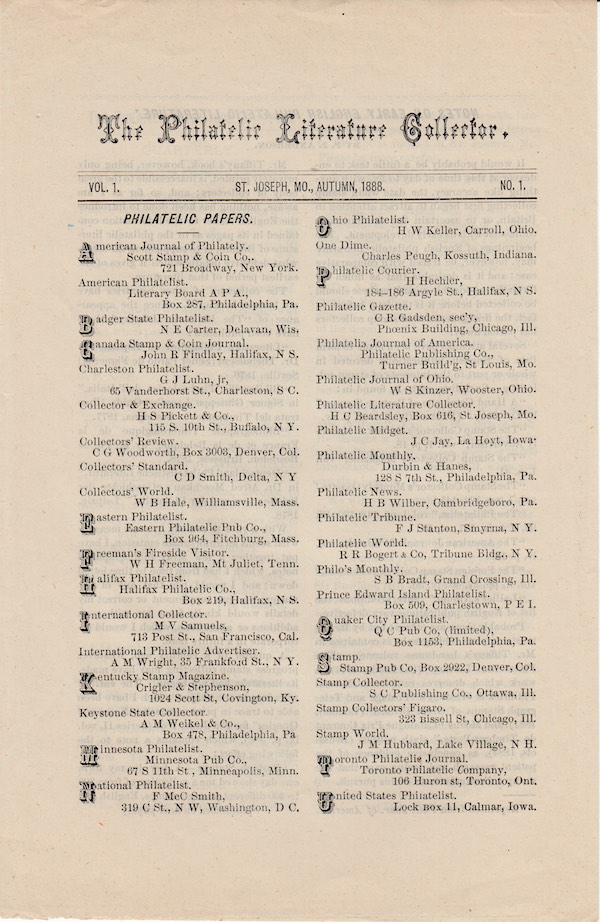 The Philatelic Literature Collector.
VOL. 1. ST. JOSEPH, MO., AUTUMN, 1888. NO. 1.
PHILATELIC PAPERS.
American Journal of Philately.
Scott Stamp & Coin Co,.
721 Broadway, New York.
American Philatelist.
Literary Board A P A.,
Box 287, Philadelphia, Pa.
Badger State Philatelist.
N E Carter, Delavan, Wis,
Canada Stamp & Coin Journal.
John R Findlay, Halifax, N S.
Charleston Philatelist.
G J Luhn, jr,
65 Vanderhorst St., Charleston, S C.
Collector & Exchange.
H S Pickett & Co.,
115 S. 10th St., Buffalo, N Y.
Collectors' Review.
C G Woodworth, Box 3003, Denver, Col.
Collectors' Standard.
C D Smith, Delta, N Y
Collectors' World.
W B Hale, Williamsville, Mass.
Eastern Philatelist.
Eastern Philatelic Pub Co.,
Box 964, Fitchburg, Mass.
Freeman's Fireside Visitor.
W H Freeman, Mt Juliet, Tenn.
Halifax Philatelist.
Halifax Philatelic Co.,
Box 219, Halifax, N S.
International Collector.
M V Samuels,
713 Post St., San Francisco, Cal.
International Philatelic Advertiser.
A M Wright, 35 Frankford St., N Y.
Kentucky Stamp Magazine.
Crigler & Stephenson,
1024 Scott St, Covington, Ky.
Keystone State Collector.
A M Weikel & Co.,
Box 478, Philadelphia, Pa
Minnesota Philatelist.
Minnesota Pub Co.,
67 S 11th St, Minneapolis, Minn.
National Philatelist.
F McC Smith,
319 C St., N W, Washington, D C.
Ohio Philatelist.
H W Keller, Carroll, Ohio.
One Dime.
Charles Peugh, Kossuth, Indiana.
Philatelic Courier.
H Hechler,
184-186 Argyle St., Halifax, N S.
Philatelic Gazette.
C R Gadsden, sec'y,
Phœnix Building, Chicago, Ill.
Philatelic Journal of America.
Philatelic Publishing Co.,
Turner Build'g, St Louis, Mo.
Philatelic Journal of Ohio.
W S Kinzer, Wooster, Ohio.
Philatelic Literature Collector.
H C Beardsley, Box 616, St Joseph, Mo.
Philatelic Midget.
J C Jay, La Hoyt, Iowa·
Philatelic Monthly.
Durbin & Hanes,
128 S 7th St., Philadelphia, Pa.
Philatelic News.
H B Wilber, Cambridgeboro, Pa.
Philatelic Tribune.
F J Stanton, Smyrna, N Y.
Philatelic World.
R R Bogert & Co, Tribune Bldg., N Y.
Philo's Monthly.
S B Bradt, Grand Crossing, Ill.
Prince Edward Island Philatelist.
Box 509, Charlestown, P E I.
Quaker City Philatelist.
Q C Pub Co, (limited),
Box 1153, Philadelphia, Pa.
Stamp.
Stamp Pub Co, Box 2922, Denver, Col.
Stamp Collector.
S C Publishing Co., Ottawa, Ill.
Stamp Collectors' Figaro.
323 Bissell St, Chicago, Ill.
Stamp World.
J M Hubbard, Lake Village, N H.
Toronto Philatelic Journal.
Toronto Philatelic Company,
106 Huron st, Toronto, Ont.
United States Philatelist.
Lock Box 11, Calmar, Iowa.